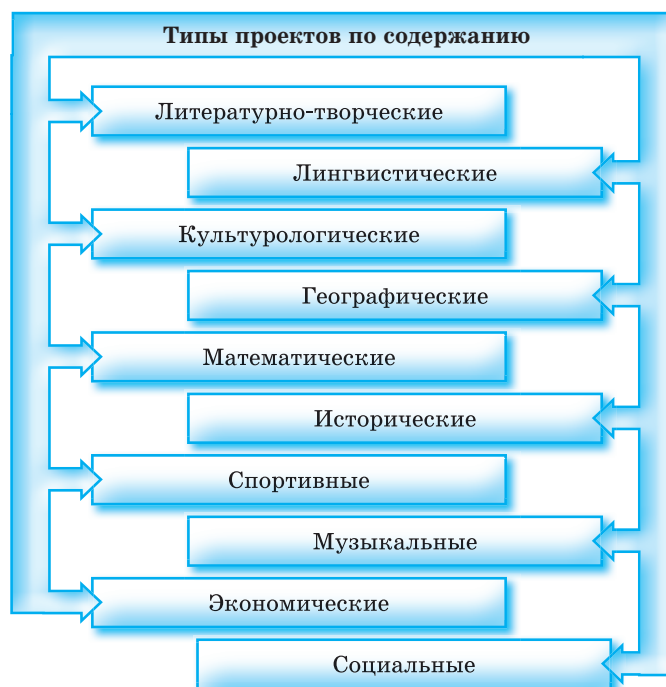 Типы проектов по содержанию
Литературно-творческие
Лингвистические
Культурологические
Географические
Математические
Исторические
Спортивные
Музыкальные
Экономические
Социальные